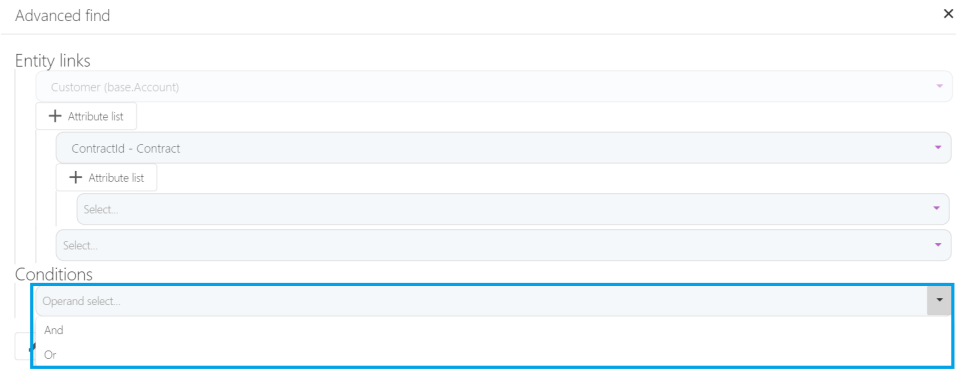 Advanced find
Entity links
Customer (base.Account)
Attribute list
ContractId - Contract
Attribute list
Select...
Select...
Conditions
Operand select...
And
Or